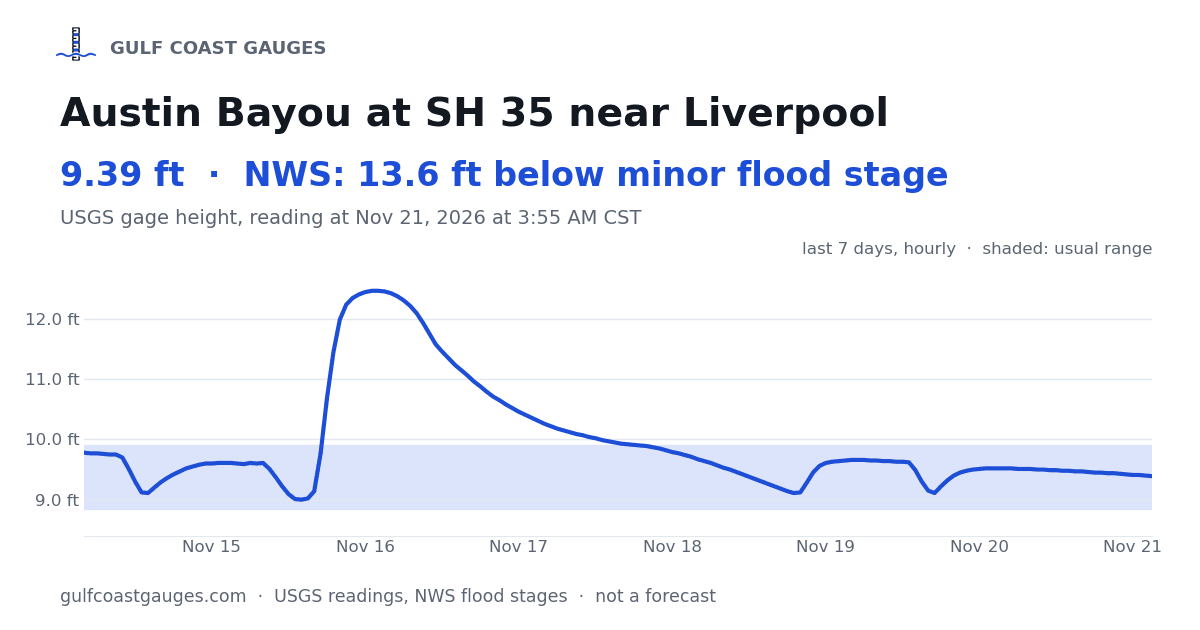 GULF COAST GAUGES
Austin Bayou at SH 35 near Liverpool
9.39 ft · NWS: 13.6 ft below minor flood stage
USGS gage height, reading at Nov 21, 2026 at 3:55 AM CST
last 7 days, hourly · shaded: usual range
12.0 ft
11.0 ft
10.0 ft
9.0 ft
Nov 15 Nov 16 Nov 17 Nov 18 Nov 19 Nov 20 Nov 21
gulfcoastgauges.com · USGS readings, NWS flood stages · not a forecast